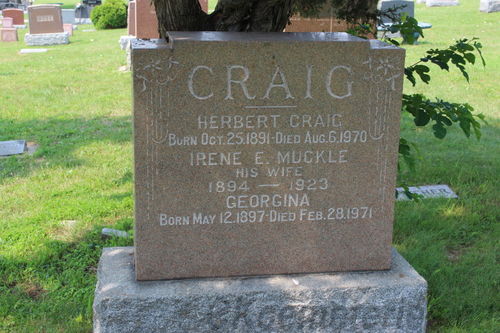 CRAIG
HERBERT CRAIG
BORN OCT. 25.1891-DIED AUG. 6, 1970
IRENE E. MUCKLE
HIS WIFE
1894 — 1923
GEORGINA
BORN MAY 12.1897-DIED FEB. 28.1971